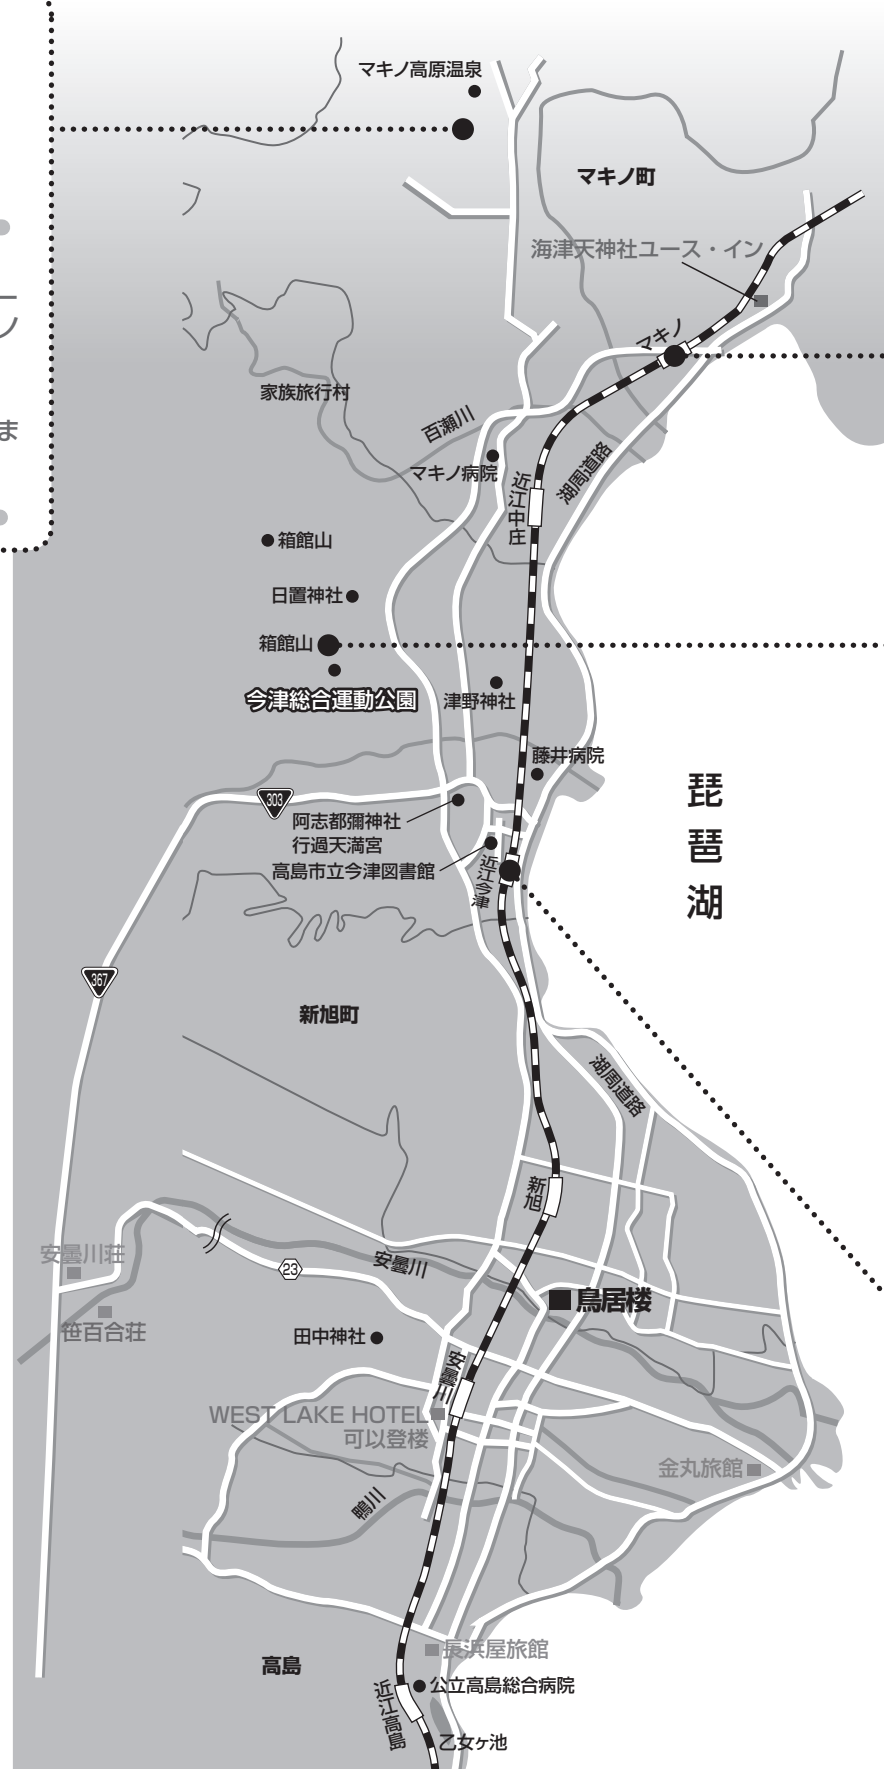 マキノ高原温泉
マキノ町
海津天神社ユース・イン
マキノ
ー
ン
ま
家族旅行村
百瀬川
マキノ病院
近江中庄
湖周道路
箱館山
日置神社
箱館山
今津総合運動公園
津野神社
藤井病院
琵琶湖
303
阿志都彌神社
行過天満宮
高島市立今津図書館
近江今津
367
新旭町
湖周道路
新旭
安曇川荘
安曇川
23
鳥居楼
笹百合荘
田中神社
安曇川
WEST LAKE HOTEL
可以登楼
金丸旅館
鴨川
長浜屋旅館
高島
公立高島総合病院
近江高島
乙女ヶ池